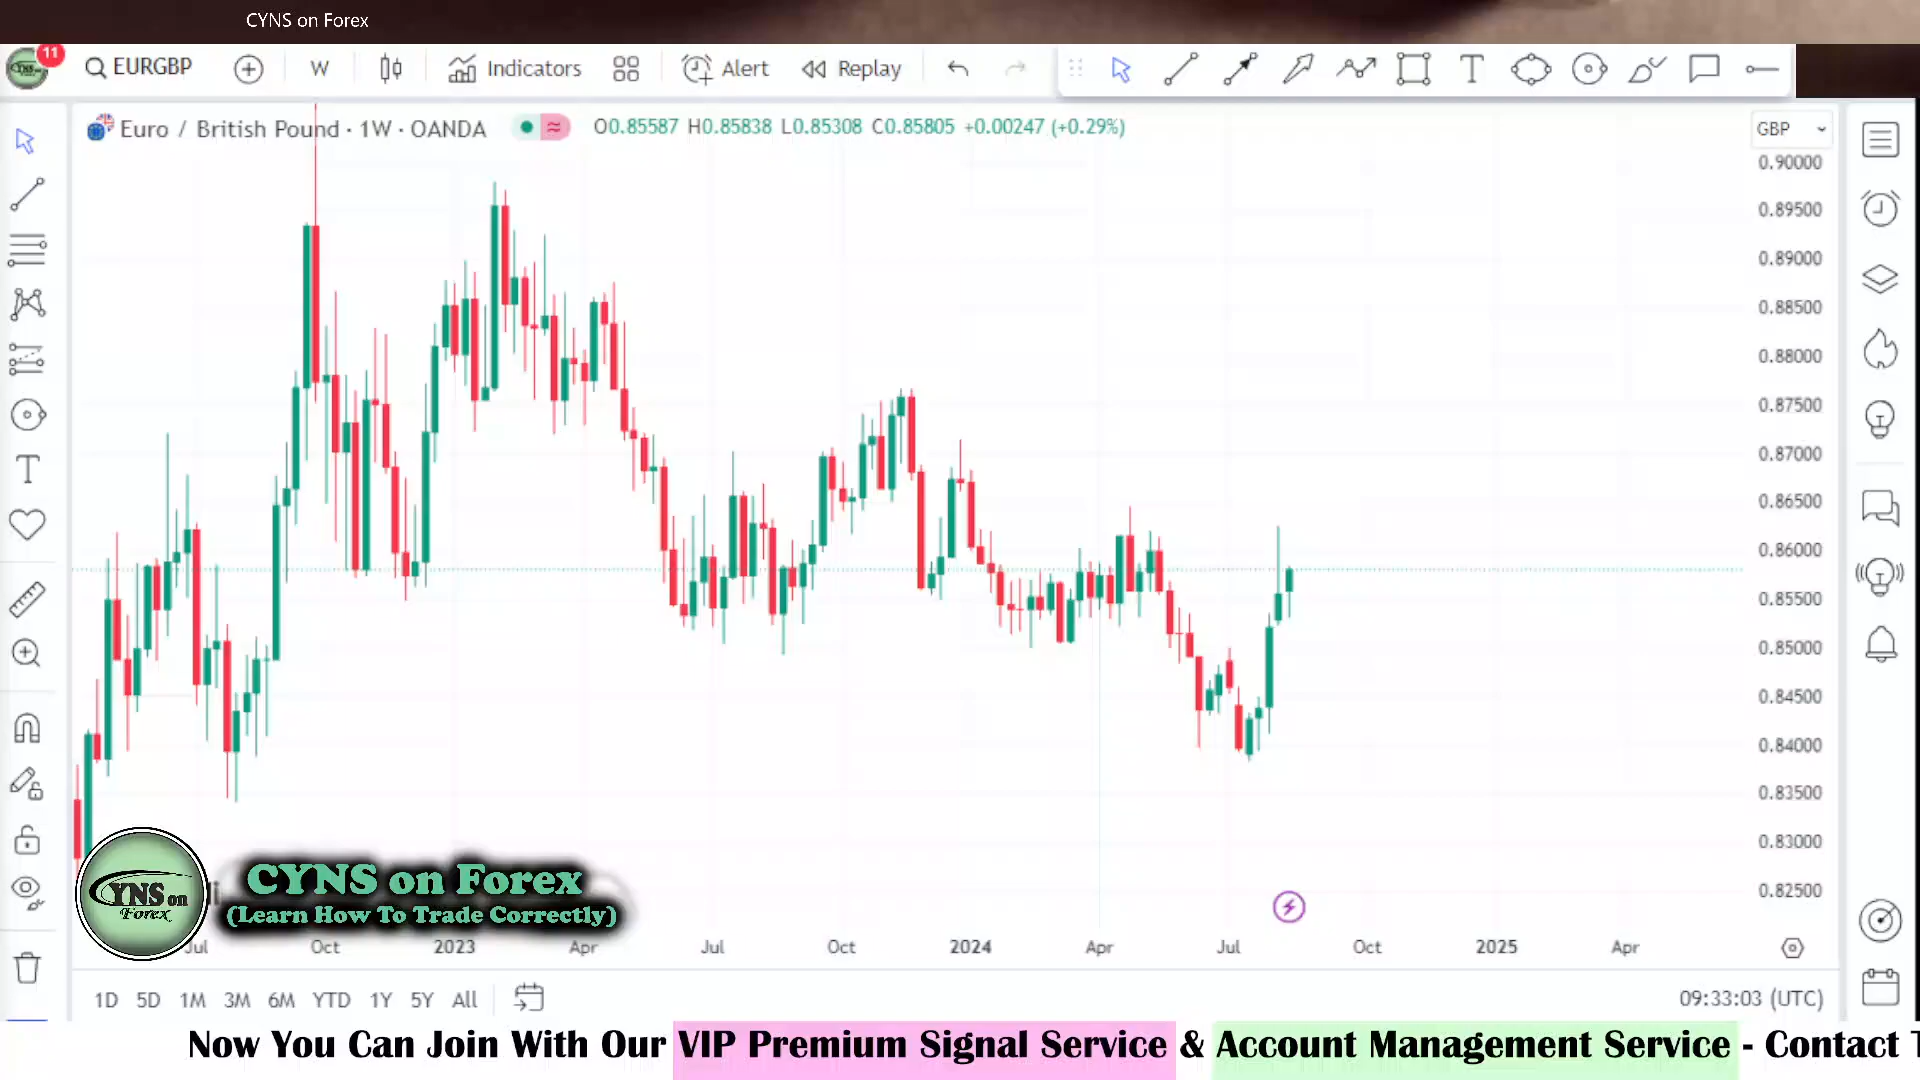 CYNS on Forex
11
EURGBP
W
Indicators
Alert
Replay
T
Euro / British Pound · 1W · OANDA
O0.85587 H0.85838 L0.85308 C0.85805 +0.00247 (+0.29%)
GBP
0.90000
0.89500
0.89000
0.88500
0.88000
0.87500
0.87000
0.86500
0.86000
0.85500
0.85000
0.84500
0.84000
0.83500
0.83000
0.82500
CYNS on
Forex
CYNS on Forex
(Learn How To Trade Correctly)
Jul Oct 2023 Apr Jul Oct 2024 Apr Jul Oct 2025 Apr
1D 5D 1M 3M 6M YTD 1Y 5Y All
09:33:03 (UTC)
Now You Can Join With Our VIP Premium Signal Service & Account Management Service - Contact